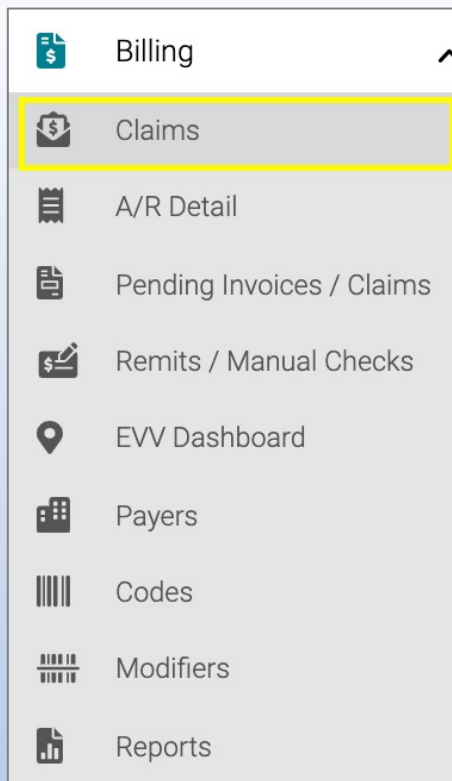 Billing
Claims
A/R Detail
Pending Invoices / Claims
Remits / Manual Checks
EVV Dashboard
Payers
Codes
Modifiers
Reports